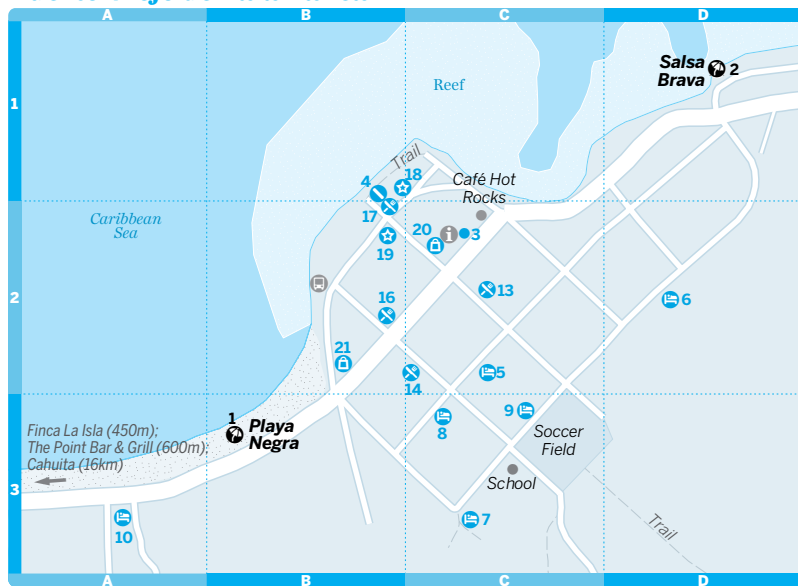 A
B
C
D
1
Reef
Salsa
Brava
2
Trail
4
18
Café Hot
Rocks
17
Caribbean
Sea
20
i
3
19
2
16
13
6
21
14
5
1
Playa
Negra
8
9
Soccer
Field
Finca La Isla (450m);
The Point Bar & Grill (600m);
Cahuita (16km)
3
School
7
10
Trail
A
B
C
D